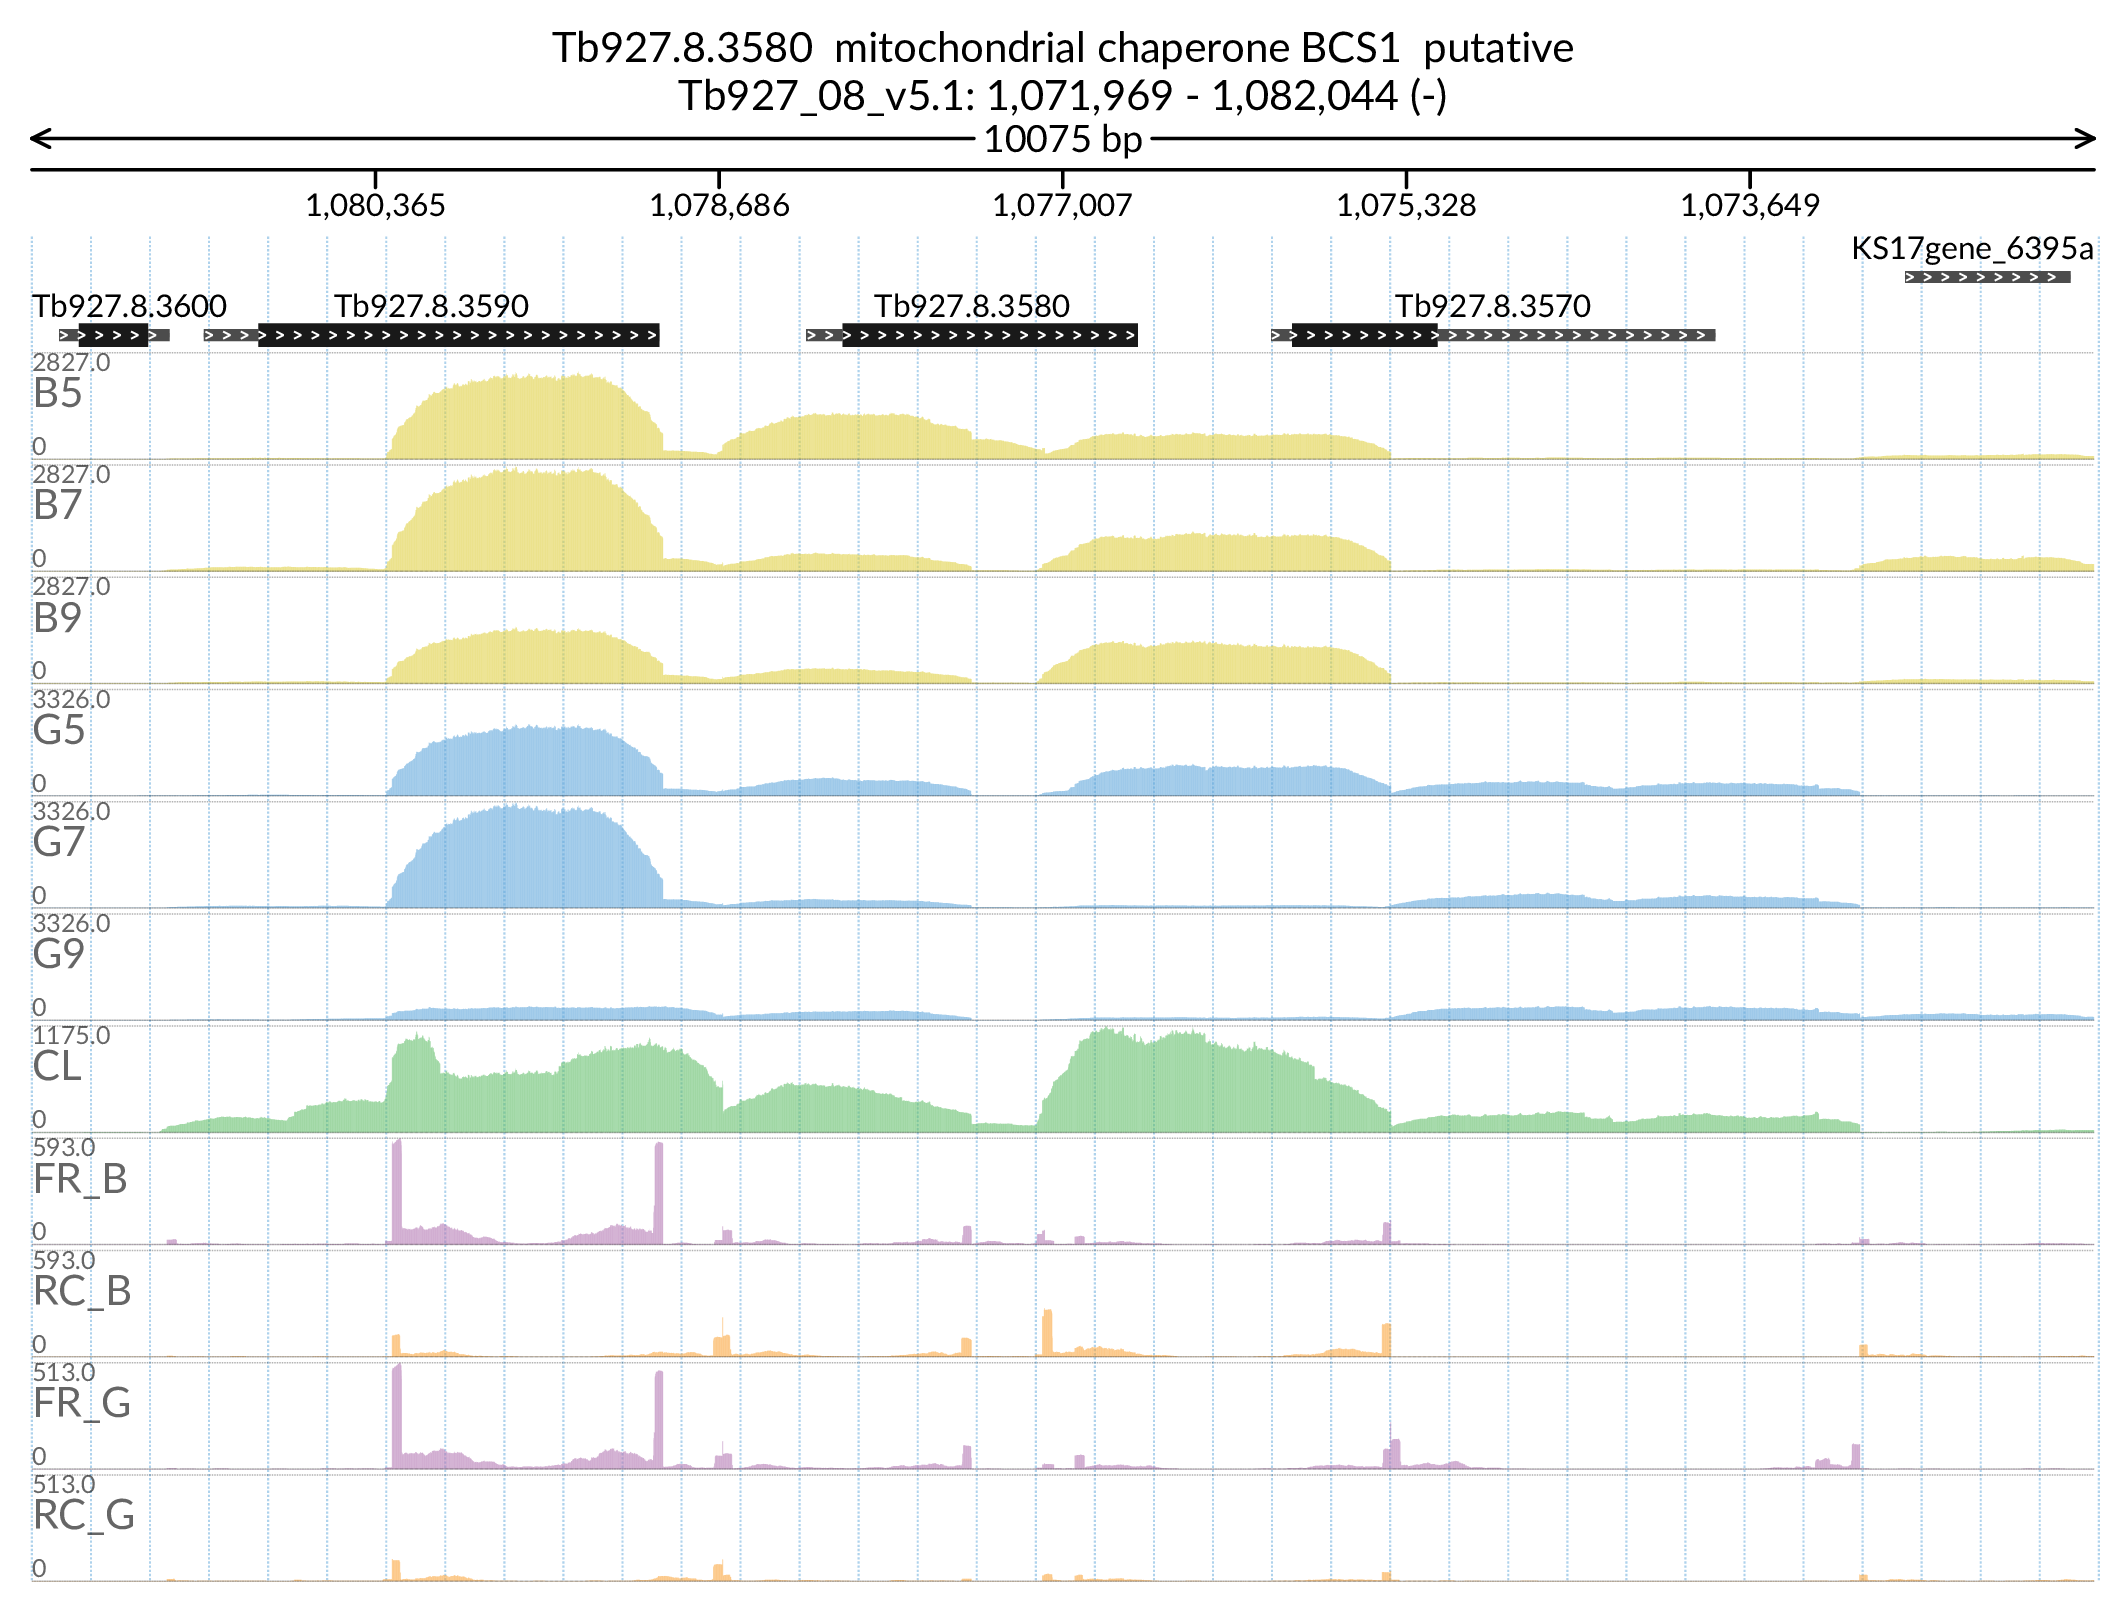 Tb927.8.3580 mitochondrial chaperone BCS1 putative
Tb927_08_v5.1: 1,071,969 - 1,082,044 (-)
10075 bp
1,080,365 1,078,686 1,077,007 1,075,328 1,073,649
KS17gene_6395a
Tb927.8.3600 Tb927.8.3590 Tb927.8.3580 Tb927.8.3570
2827.0
B5
0
2827.0
B7
0
2827.0
B9
0
3326.0
G5
0
3326.0
G7
0
3326.0
G9
0
1175.0
CL
0
593.0
FR_B
0
593.0
RC_B
0
513.0
FR_G
0
513.0
RC_G
0